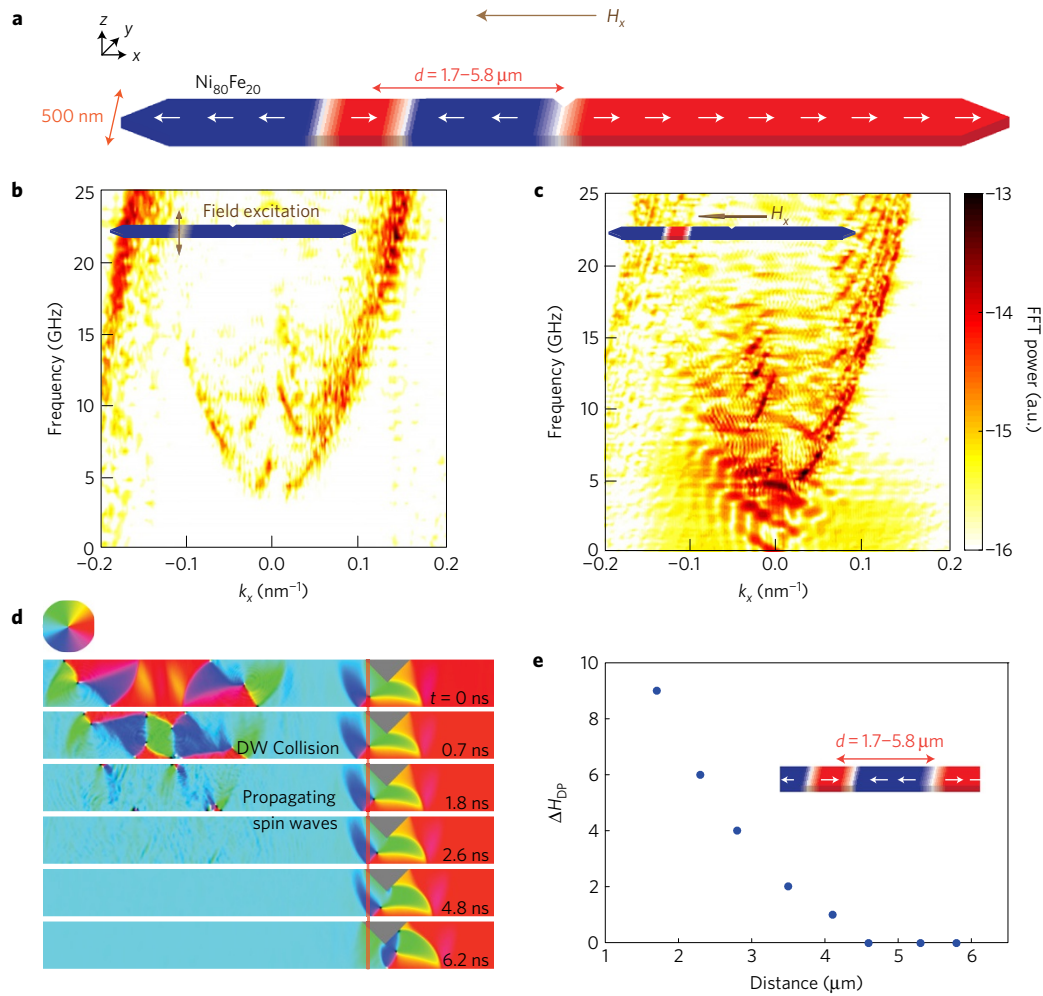 a
H_x
z
y
x
Ni80Fe20
d = 1.7–5.8 μm
500 nm
b
Field excitation
Frequency (GHz)
25
20
15
10
5
0
−0.2
−0.1
0.0
0.1
0.2
k_x (nm−1)
c
H_x
Frequency (GHz)
25
20
15
10
5
0
−0.2
−0.1
0.0
0.1
0.2
k_x (nm−1)
−13
−14
−15
−16
FFT power (a.u.)
d
t = 0 ns
DW Collision
0.7 ns
Propagating
1.8 ns
spin waves
2.6 ns
4.8 ns
6.2 ns
e
ΔH_DP
10
8
6
4
2
0
d = 1.7–5.8 μm
1
2
3
4
5
6
Distance (μm)